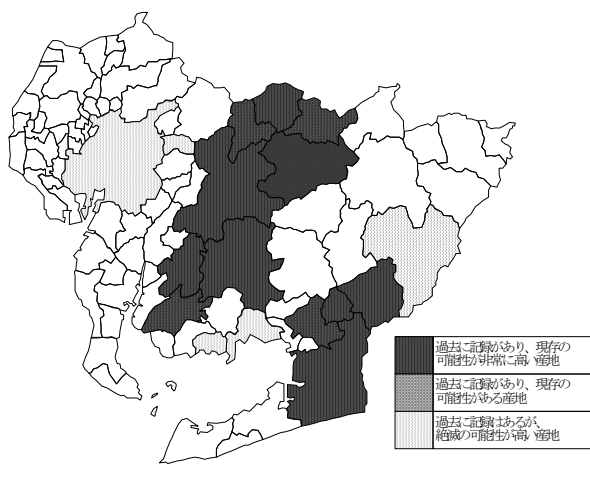 過去に記録があり、現存の
可能性が非常に高い産地
過去に記録があり、現存の
可能性がある産地
過去に記録はあるが、
絶滅の可能性が高い産地